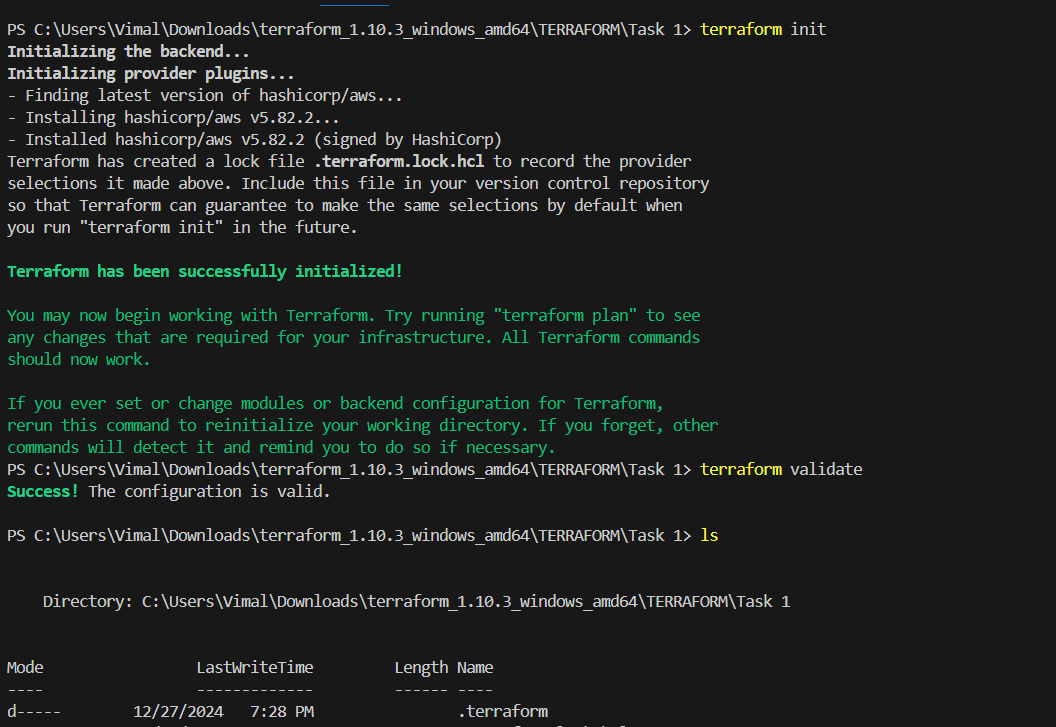 PS C:\Users\Vimal\Downloads\terraform_1.10.3_windows_amd64\TERRAFORM\Task 1> terraform init
Initializing the backend...
Initializing provider plugins...
- Finding latest version of hashicorp/aws...
- Installing hashicorp/aws v5.82.2...
- Installed hashicorp/aws v5.82.2 (signed by HashiCorp)
Terraform has created a lock file .terraform.lock.hcl to record the provider
selections it made above. Include this file in your version control repository
so that Terraform can guarantee to make the same selections by default when
you run "terraform init" in the future.
Terraform has been successfully initialized!
You may now begin working with Terraform. Try running "terraform plan" to see
any changes that are required for your infrastructure. All Terraform commands
should now work.
If you ever set or change modules or backend configuration for Terraform,
rerun this command to reinitialize your working directory. If you forget, other
commands will detect it and remind you to do so if necessary.
PS C:\Users\Vimal\Downloads\terraform_1.10.3_windows_amd64\TERRAFORM\Task 1> terraform validate
Success! The configuration is valid.
PS C:\Users\Vimal\Downloads\terraform_1.10.3_windows_amd64\TERRAFORM\Task 1> ls
Directory: C:\Users\Vimal\Downloads\terraform_1.10.3_windows_amd64\TERRAFORM\Task 1
Mode LastWriteTime Length Name
---- ------------- ------ ----
d----- 12/27/2024 7:28 PM .terraform